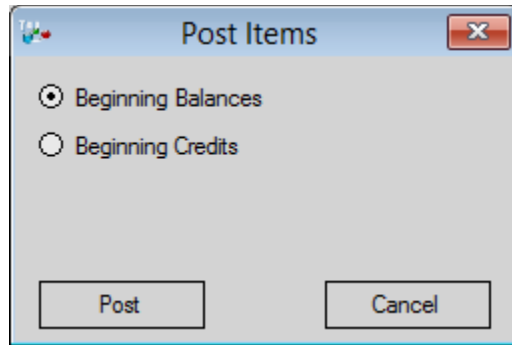 Post Items
Beginning Balances
Beginning Credits
Post
Cancel